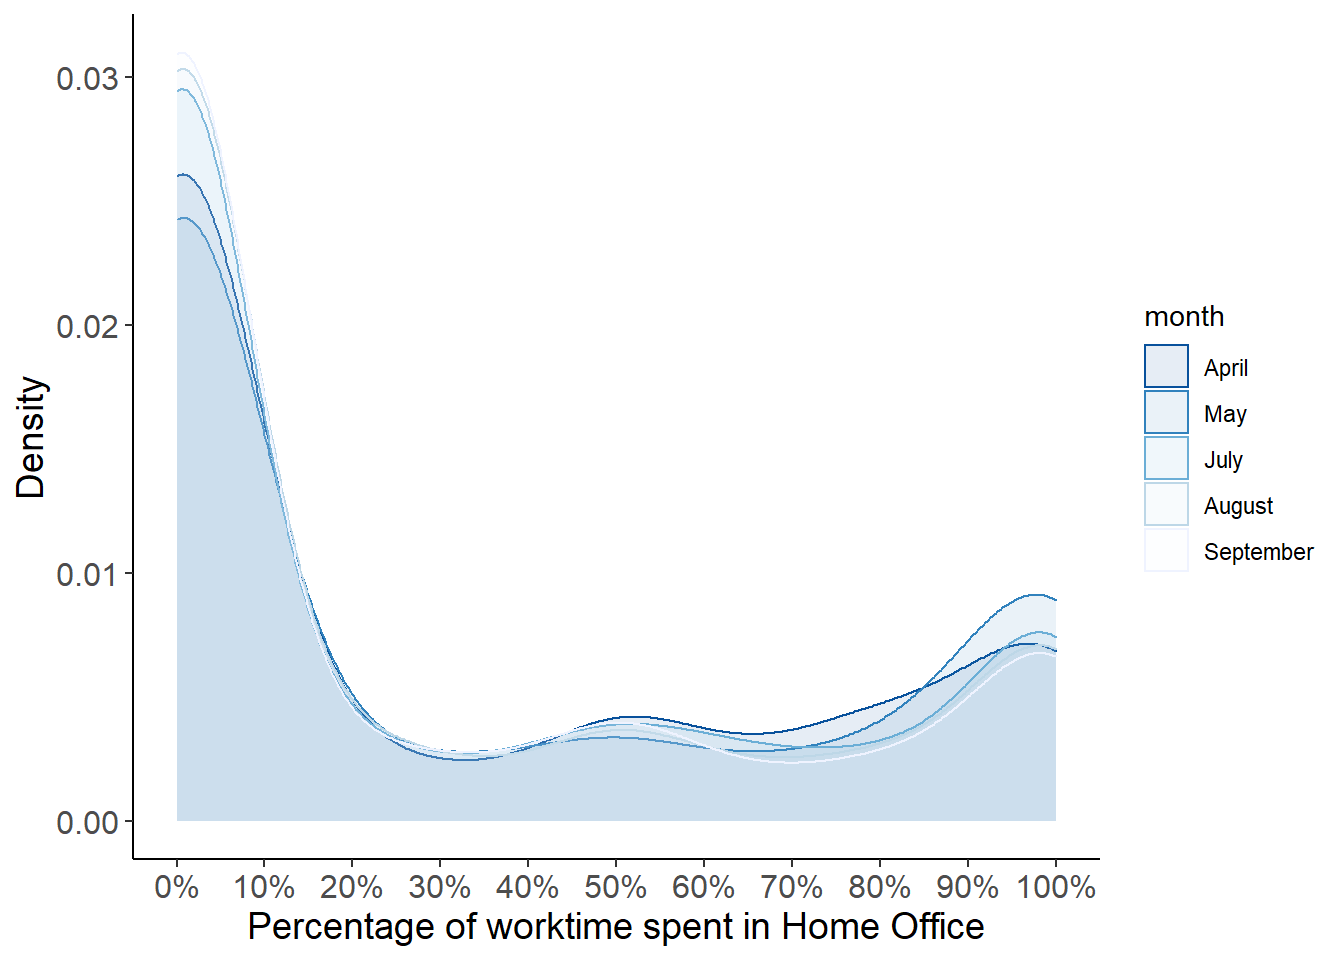 0.03
0.02
0.01
0.00
Density
0% 10% 20% 30% 40% 50% 60% 70% 80% 90% 100%
Percentage of worktime spent in Home Office
month
April
May
July
August
September